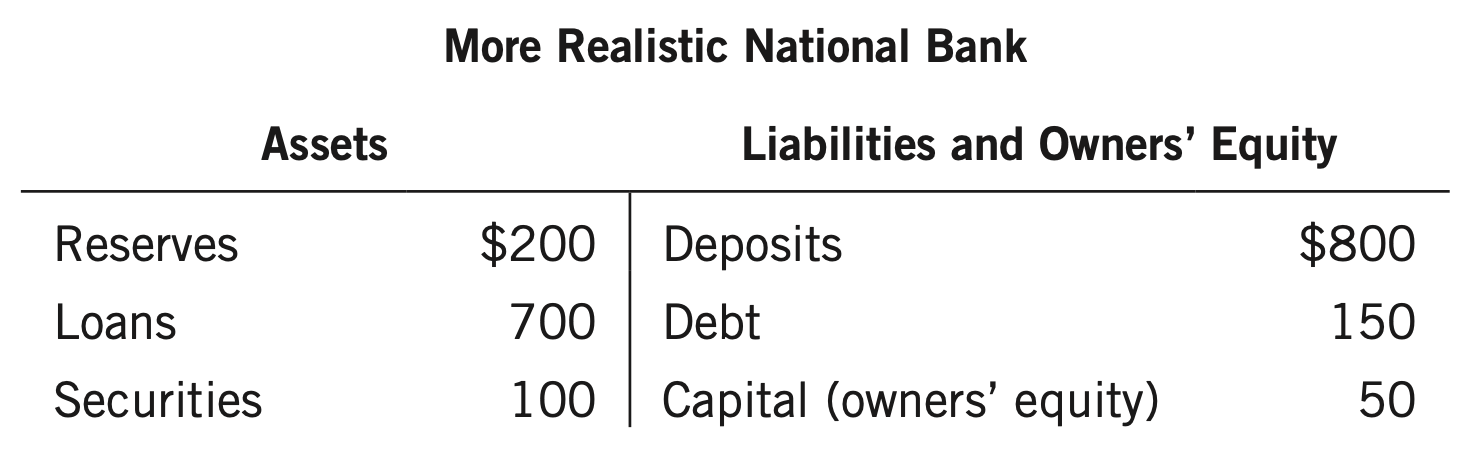 More Realistic National Bank
Assets Liabilities and Owners’ Equity
Reserves $200 Deposits $800
Loans 700 Debt 150
Securities 100 Capital (owners’ equity) 50